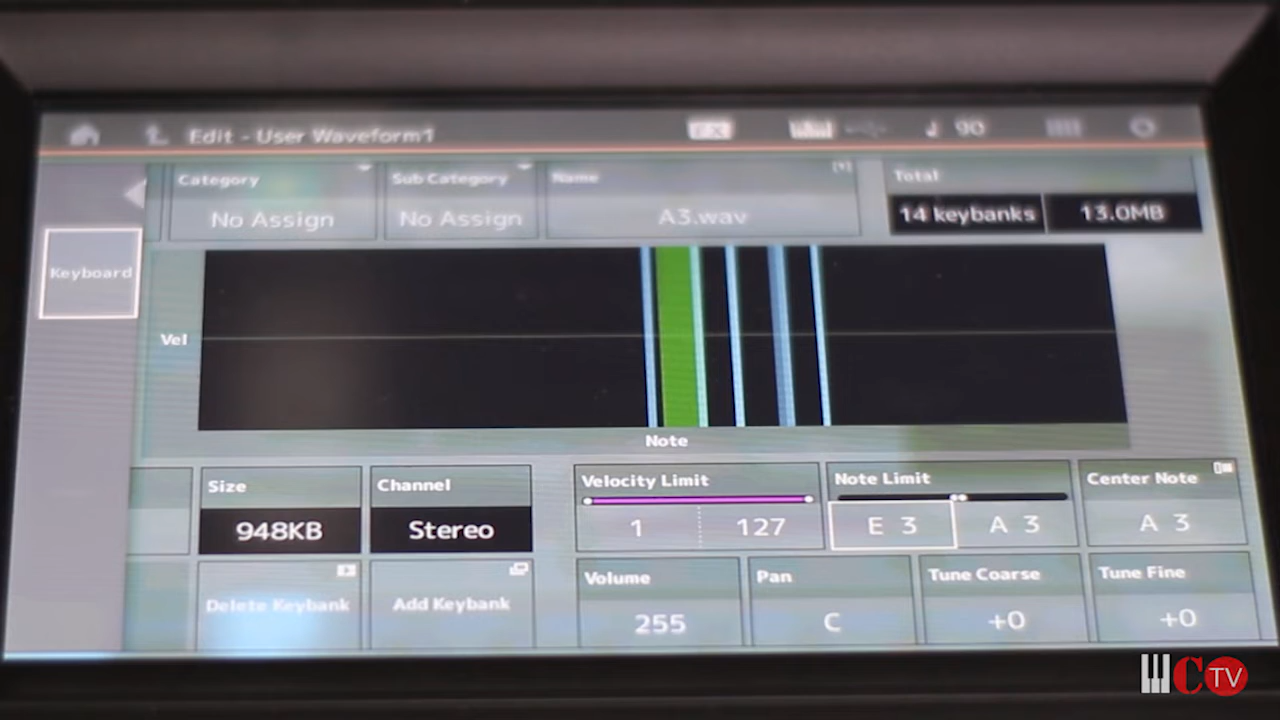 Edit - User Waveform1
FX
90
Category
Sub Category
Name
Total
No Assign
No Assign
A3.wav
14 keybanks
13.0MB
Keyboard
Vel
Note
Size
Channel
Velocity Limit
Note Limit
Center Note
948KB
Stereo
1
127
E 3
A 3
A 3
Delete Keybank
Add Keybank
Volume
Pan
Tune Coarse
Tune Fine
255
C
+0
+0
CTV